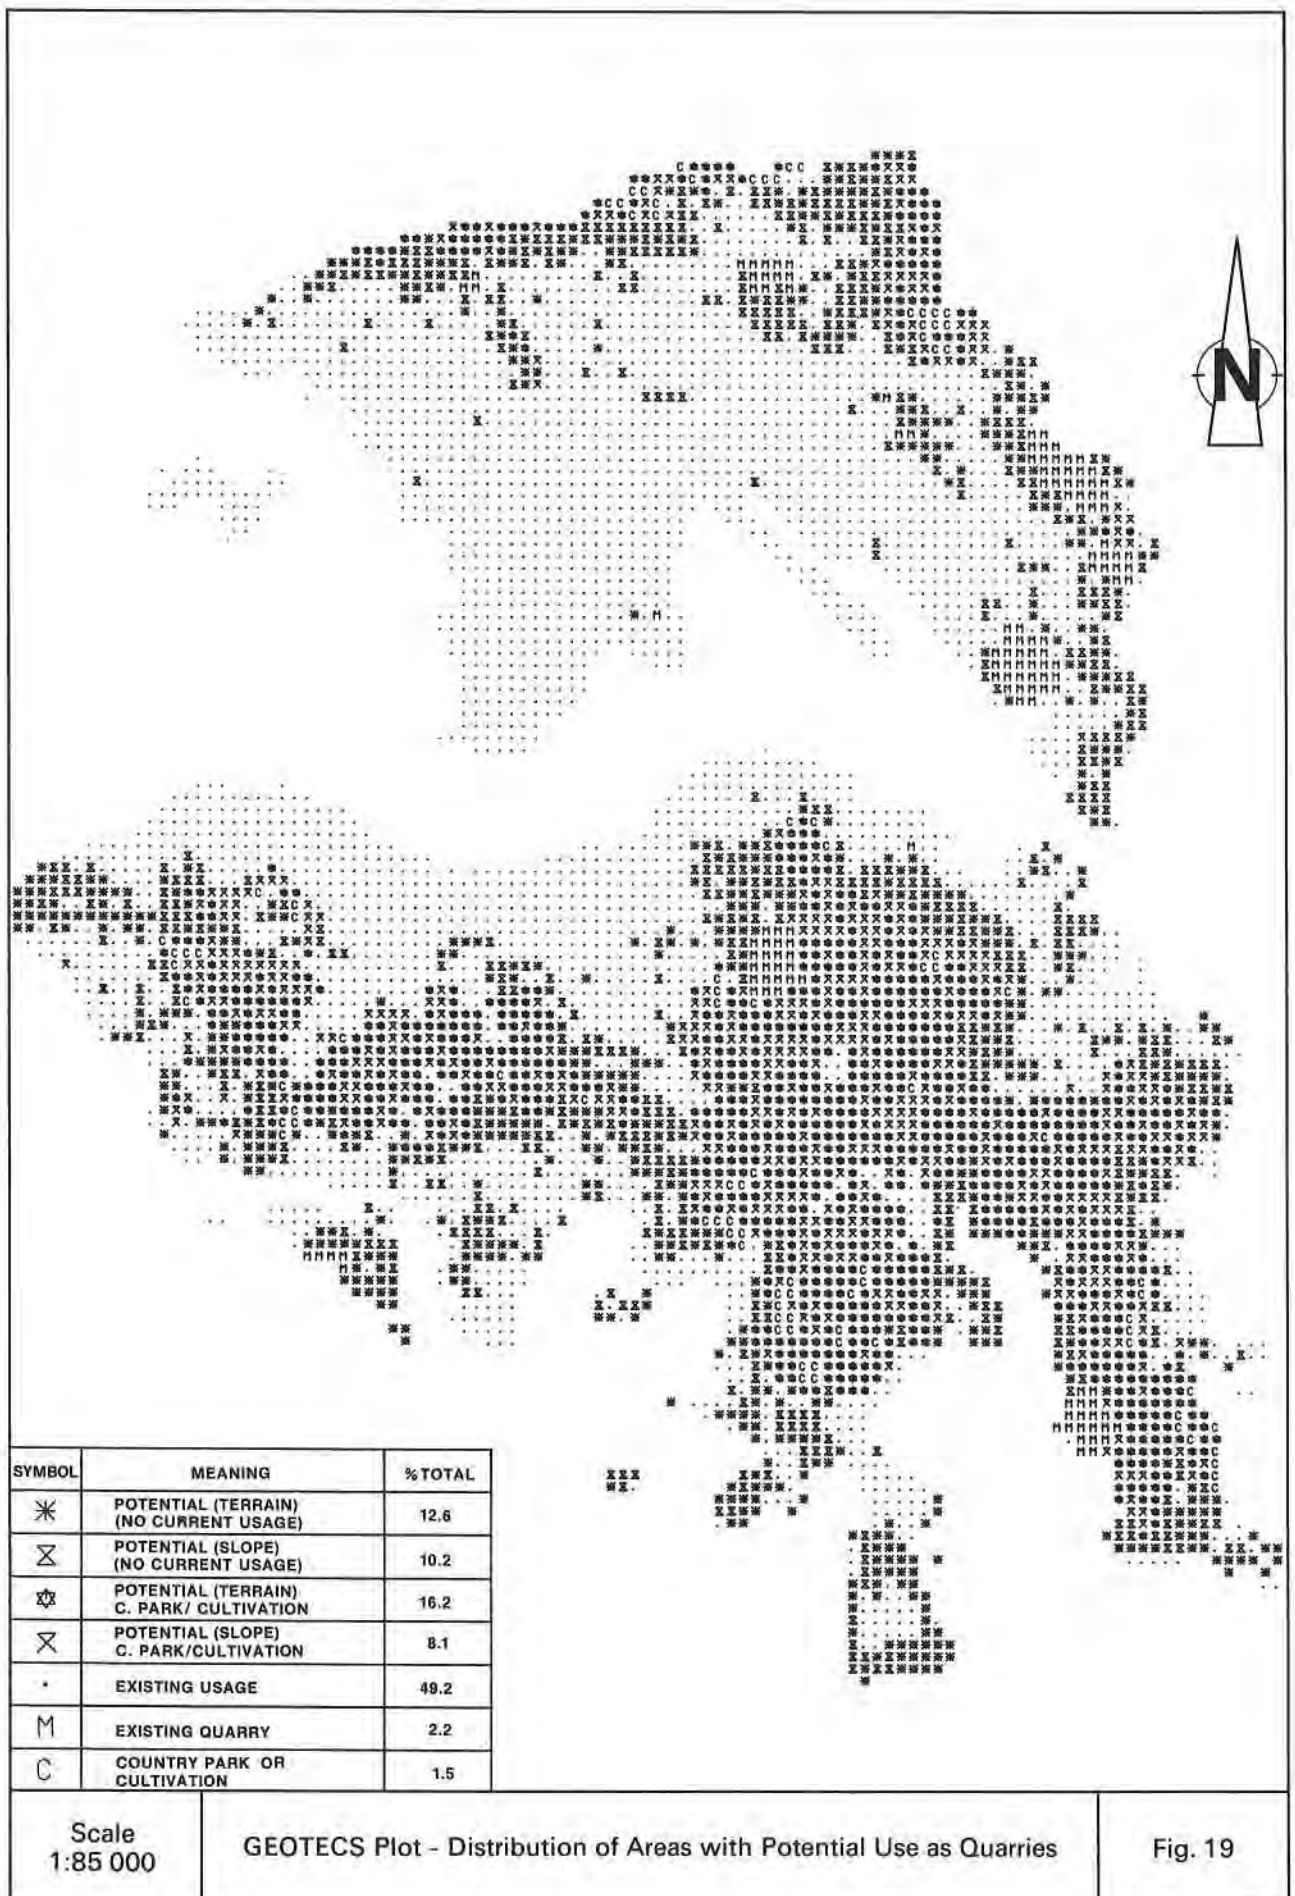 N
SYMBOL MEANING % TOTAL
POTENTIAL (TERRAIN)
(NO CURRENT USAGE) 12.6
POTENTIAL (SLOPE)
(NO CURRENT USAGE) 10.2
POTENTIAL (TERRAIN)
C. PARK/ CULTIVATION 16.2
POTENTIAL (SLOPE)
C. PARK/CULTIVATION 8.1
EXISTING USAGE 49.2
M EXISTING QUARRY 2.2
C COUNTRY PARK OR
CULTIVATION 1.5
Scale
1:85 000
GEOTECS Plot - Distribution of Areas with Potential Use as Quarries
Fig. 19